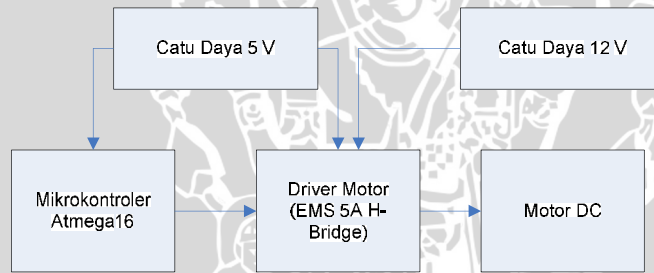 Catu Daya 5 V
Catu Daya 12 V
Mikrokontroler
Atmega16
Driver Motor
(EMS 5A H-
Bridge)
Motor DC